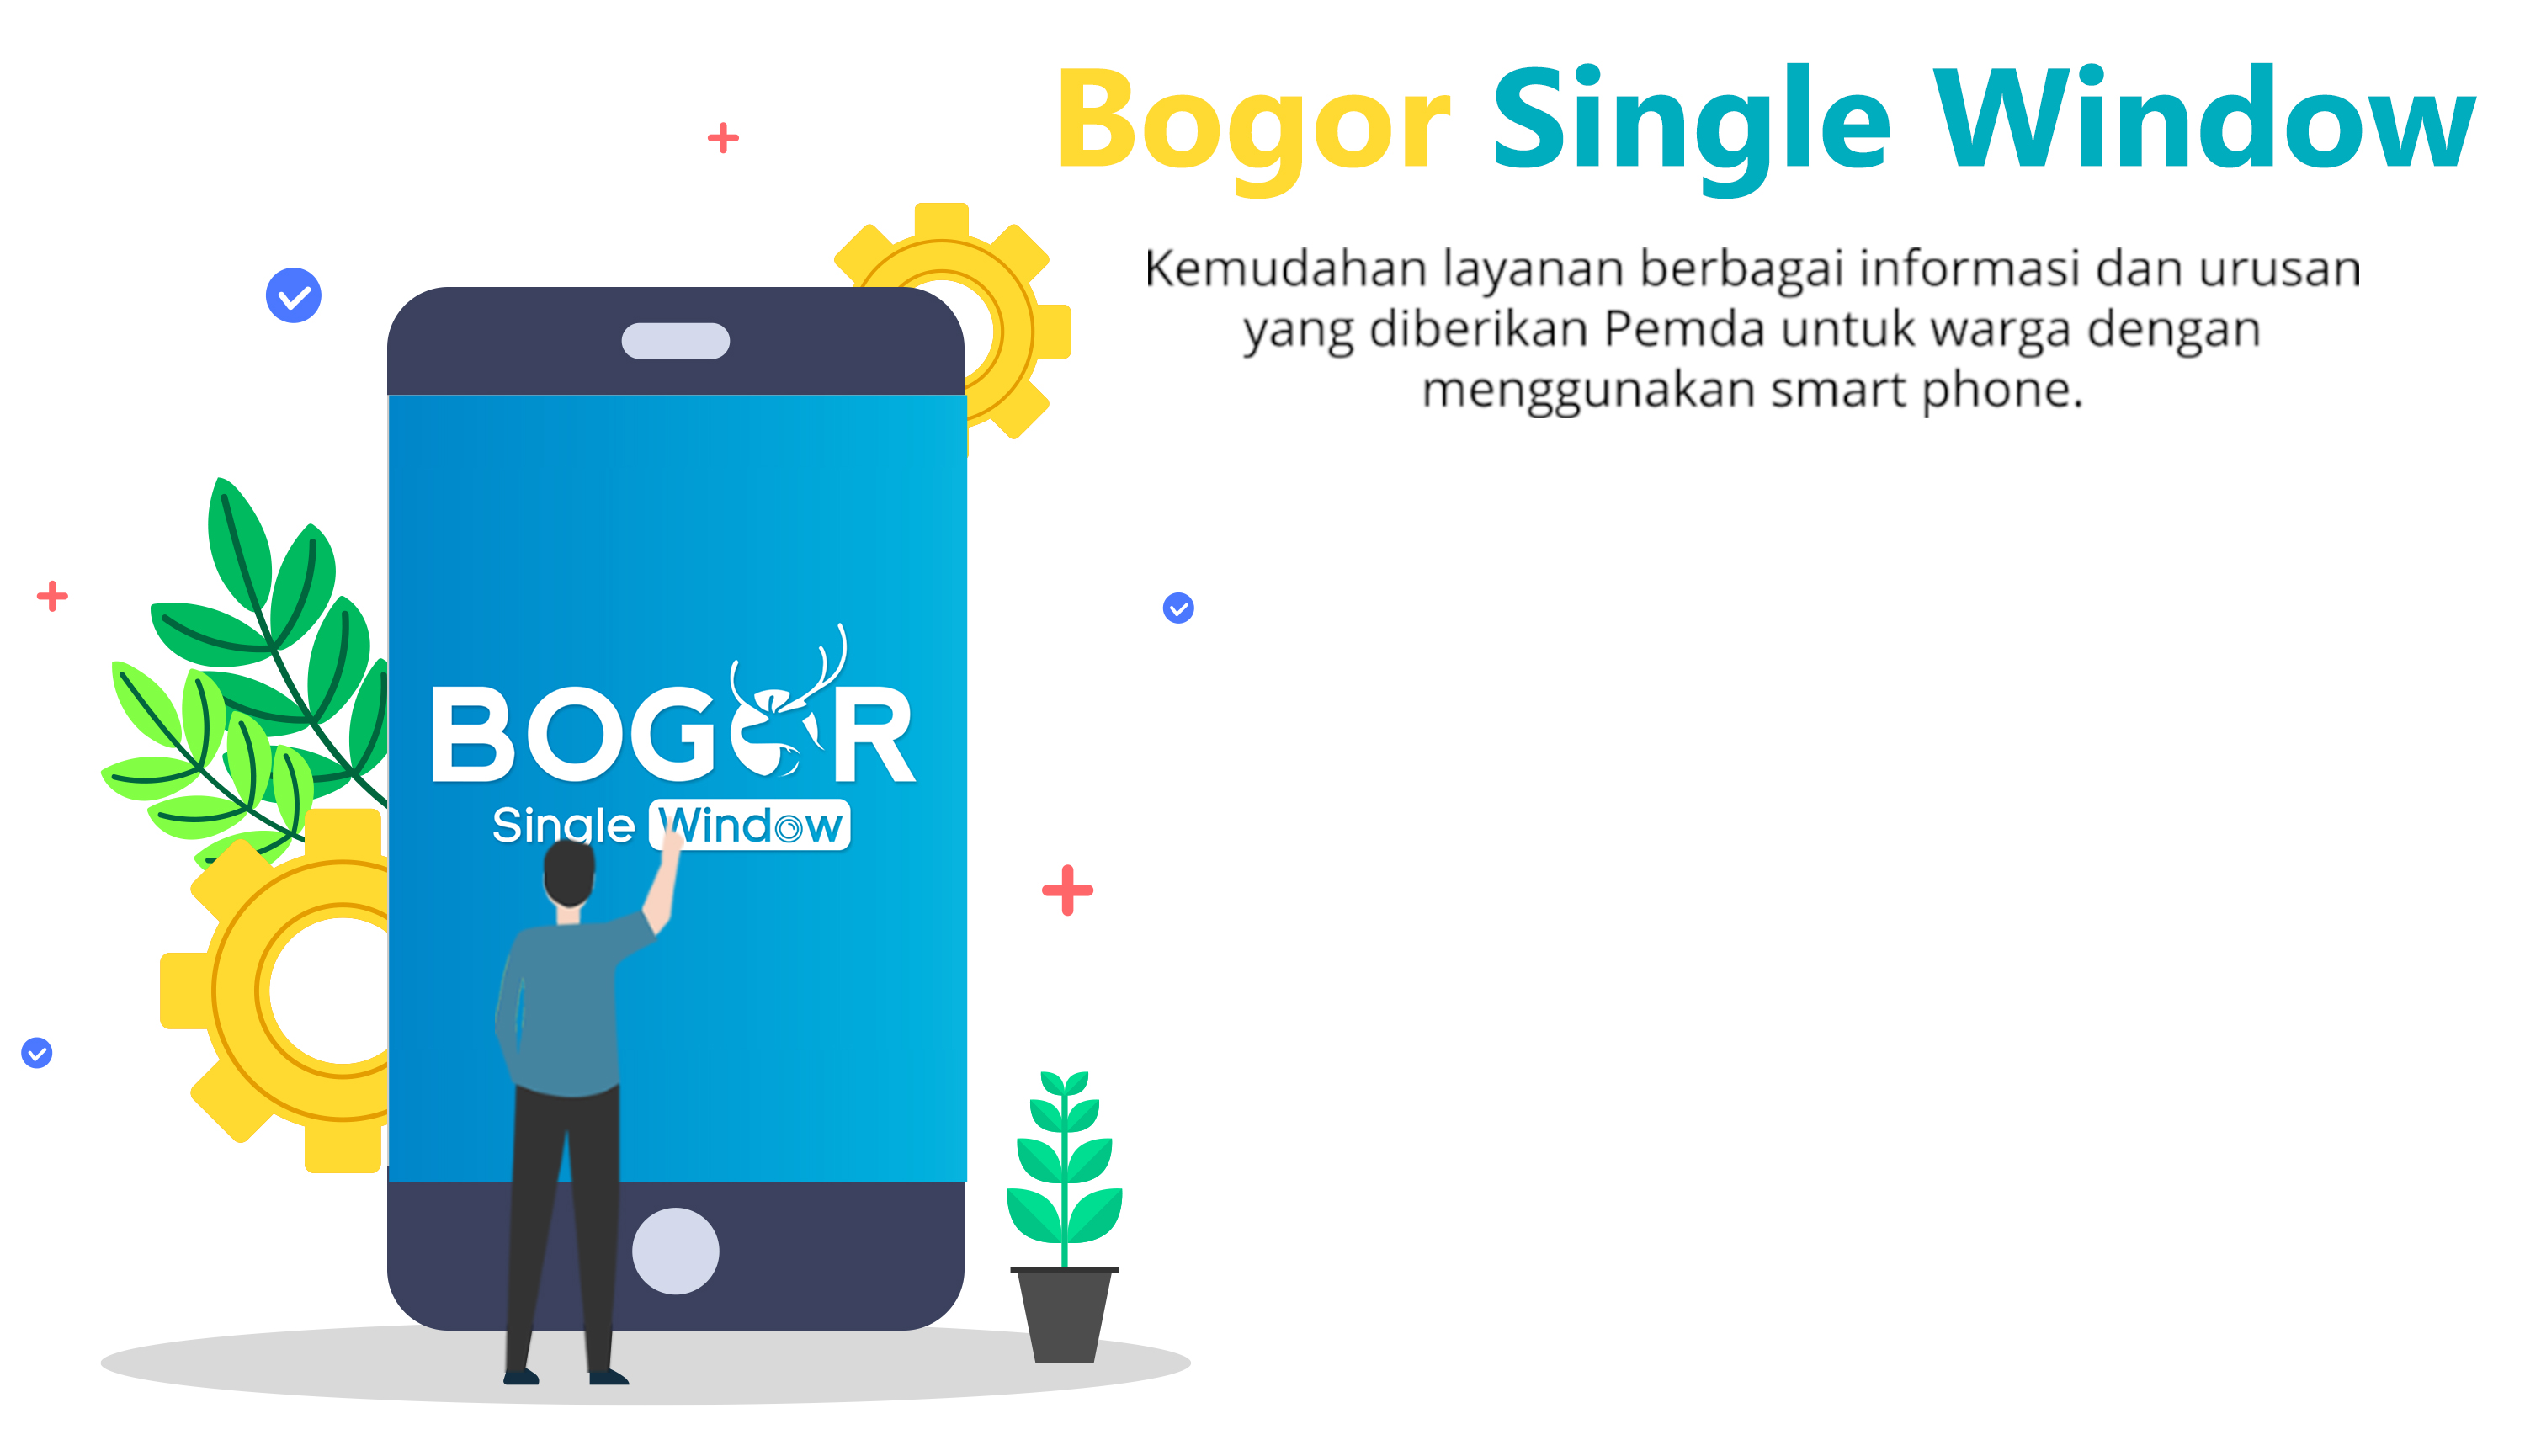 Bogor Single Window
Kemudahan layanan berbagai informasi dan urusan
yang diberikan Pemda untuk warga dengan
menggunakan smart phone.
BOGOR
Single Window